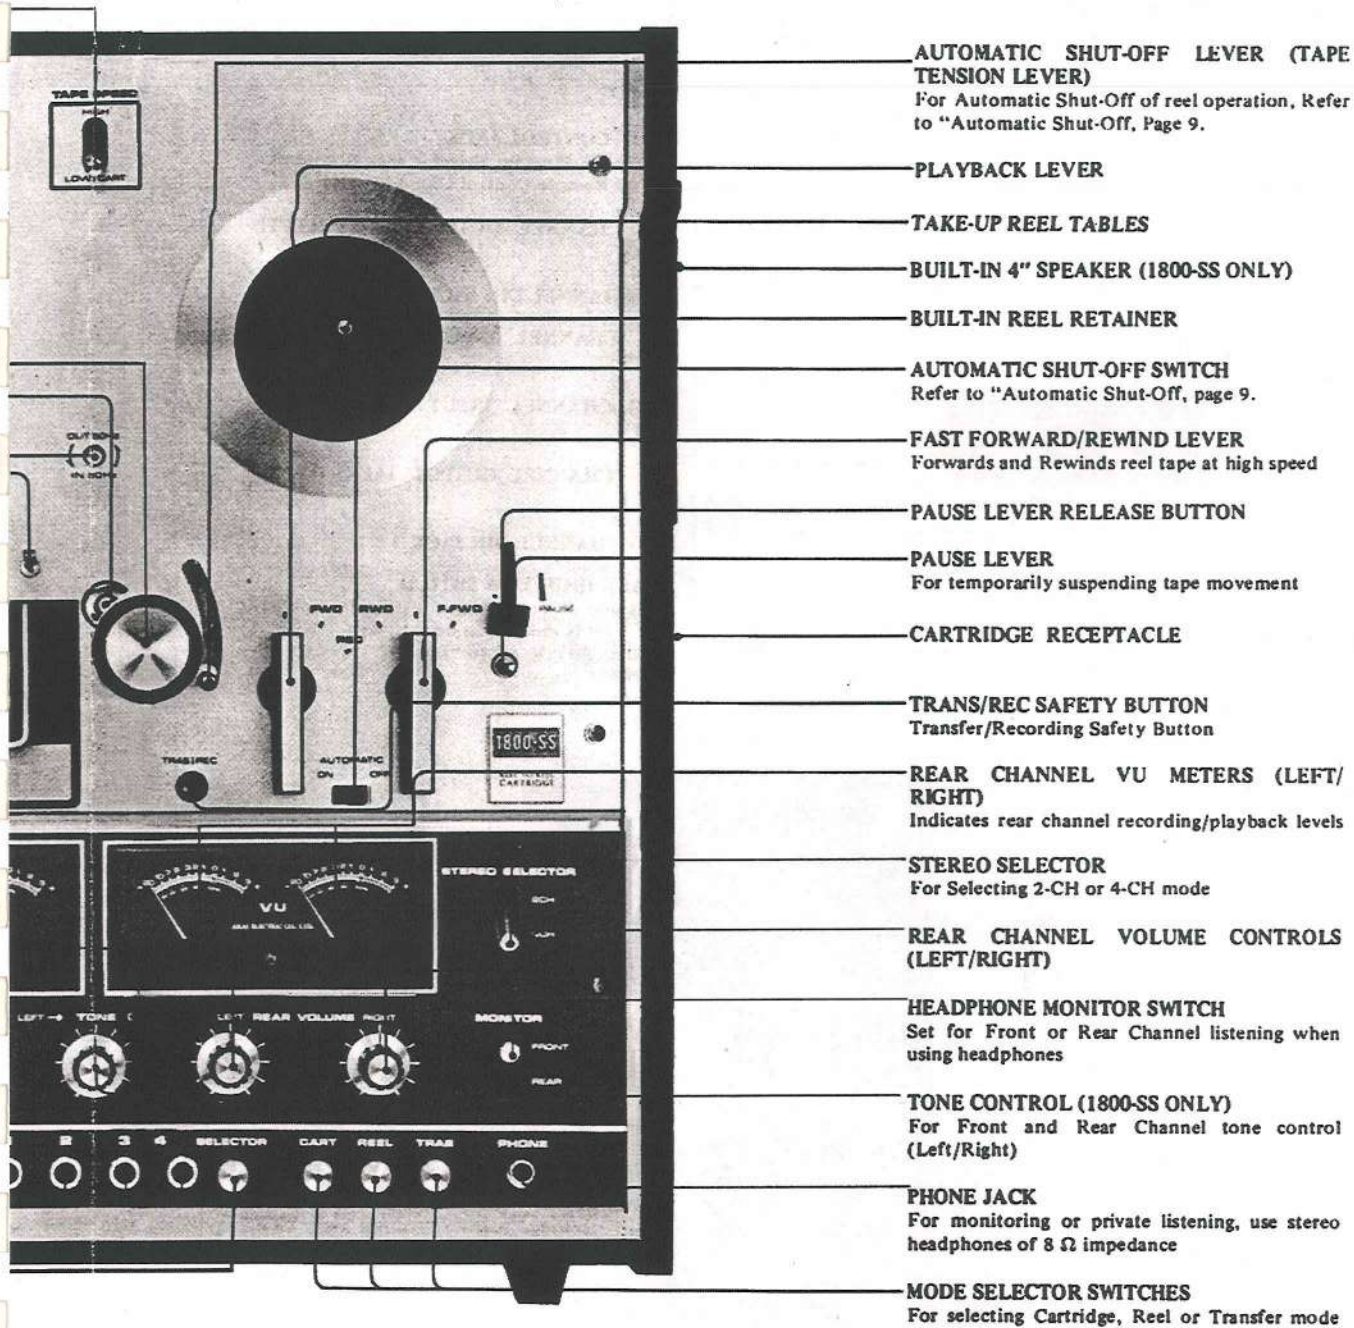 TAPE SPEED
HIGH
LOW/CART
OUT 50Hz
IN 60Hz
FWD
RWD
F.FWD
REC
PAUSE
TRAS/REC
AUTOMATIC
ON
OFF
1800-SS
CARTRIDGE
VU
AKAI ELECTRIC CO., LTD.
STEREO SELECTOR
LEFT → TONE
LEFT REAR VOLUME RIGHT
MONITOR
FRONT
REAR
2 3 4 SELECTOR CART REEL TRAS PHONE
AUTOMATIC SHUT-OFF LEVER (TAPE
TENSION LEVER)
For Automatic Shut-Off of reel operation, Refer
to “Automatic Shut-Off, Page 9.
PLAYBACK LEVER
TAKE-UP REEL TABLES
BUILT-IN 4″ SPEAKER (1800-SS ONLY)
BUILT-IN REEL RETAINER
AUTOMATIC SHUT-OFF SWITCH
Refer to “Automatic Shut-Off, page 9.
FAST FORWARD/REWIND LEVER
Forwards and Rewinds reel tape at high speed
PAUSE LEVER RELEASE BUTTON
PAUSE LEVER
For temporarily suspending tape movement
CARTRIDGE RECEPTACLE
TRANS/REC SAFETY BUTTON
Transfer/Recording Safety Button
REAR CHANNEL VU METERS (LEFT/
RIGHT)
Indicates rear channel recording/playback levels
STEREO SELECTOR
For Selecting 2-CH or 4-CH mode
REAR CHANNEL VOLUME CONTROLS
(LEFT/RIGHT)
HEADPHONE MONITOR SWITCH
Set for Front or Rear Channel listening when
using headphones
TONE CONTROL (1800-SS ONLY)
For Front and Rear Channel tone control
(Left/Right)
PHONE JACK
For monitoring or private listening, use stereo
headphones of 8 Ω impedance
MODE SELECTOR SWITCHES
For selecting Cartridge, Reel or Transfer mode